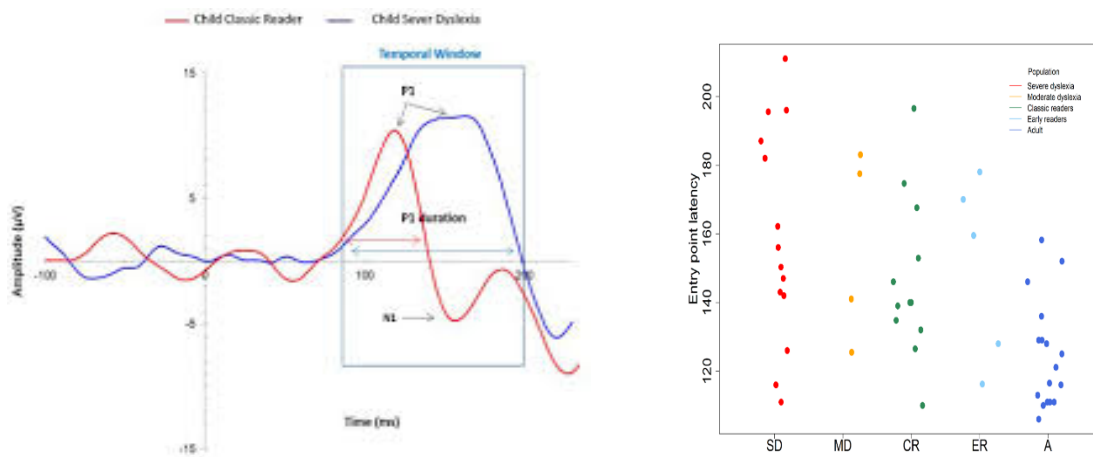 Child Classic Reader
Child Sever Dyslexia
Temporal Window
15
P1
5
P1 duration
Amplitude (µV)
-100
0
100
200
-5
N1
Time (ms)
-15
Entry point latency
200
180
160
140
120
Population
Severe dyslexia
Moderate dyslexia
Classic readers
Early readers
Adult
SD
MD
CR
ER
A